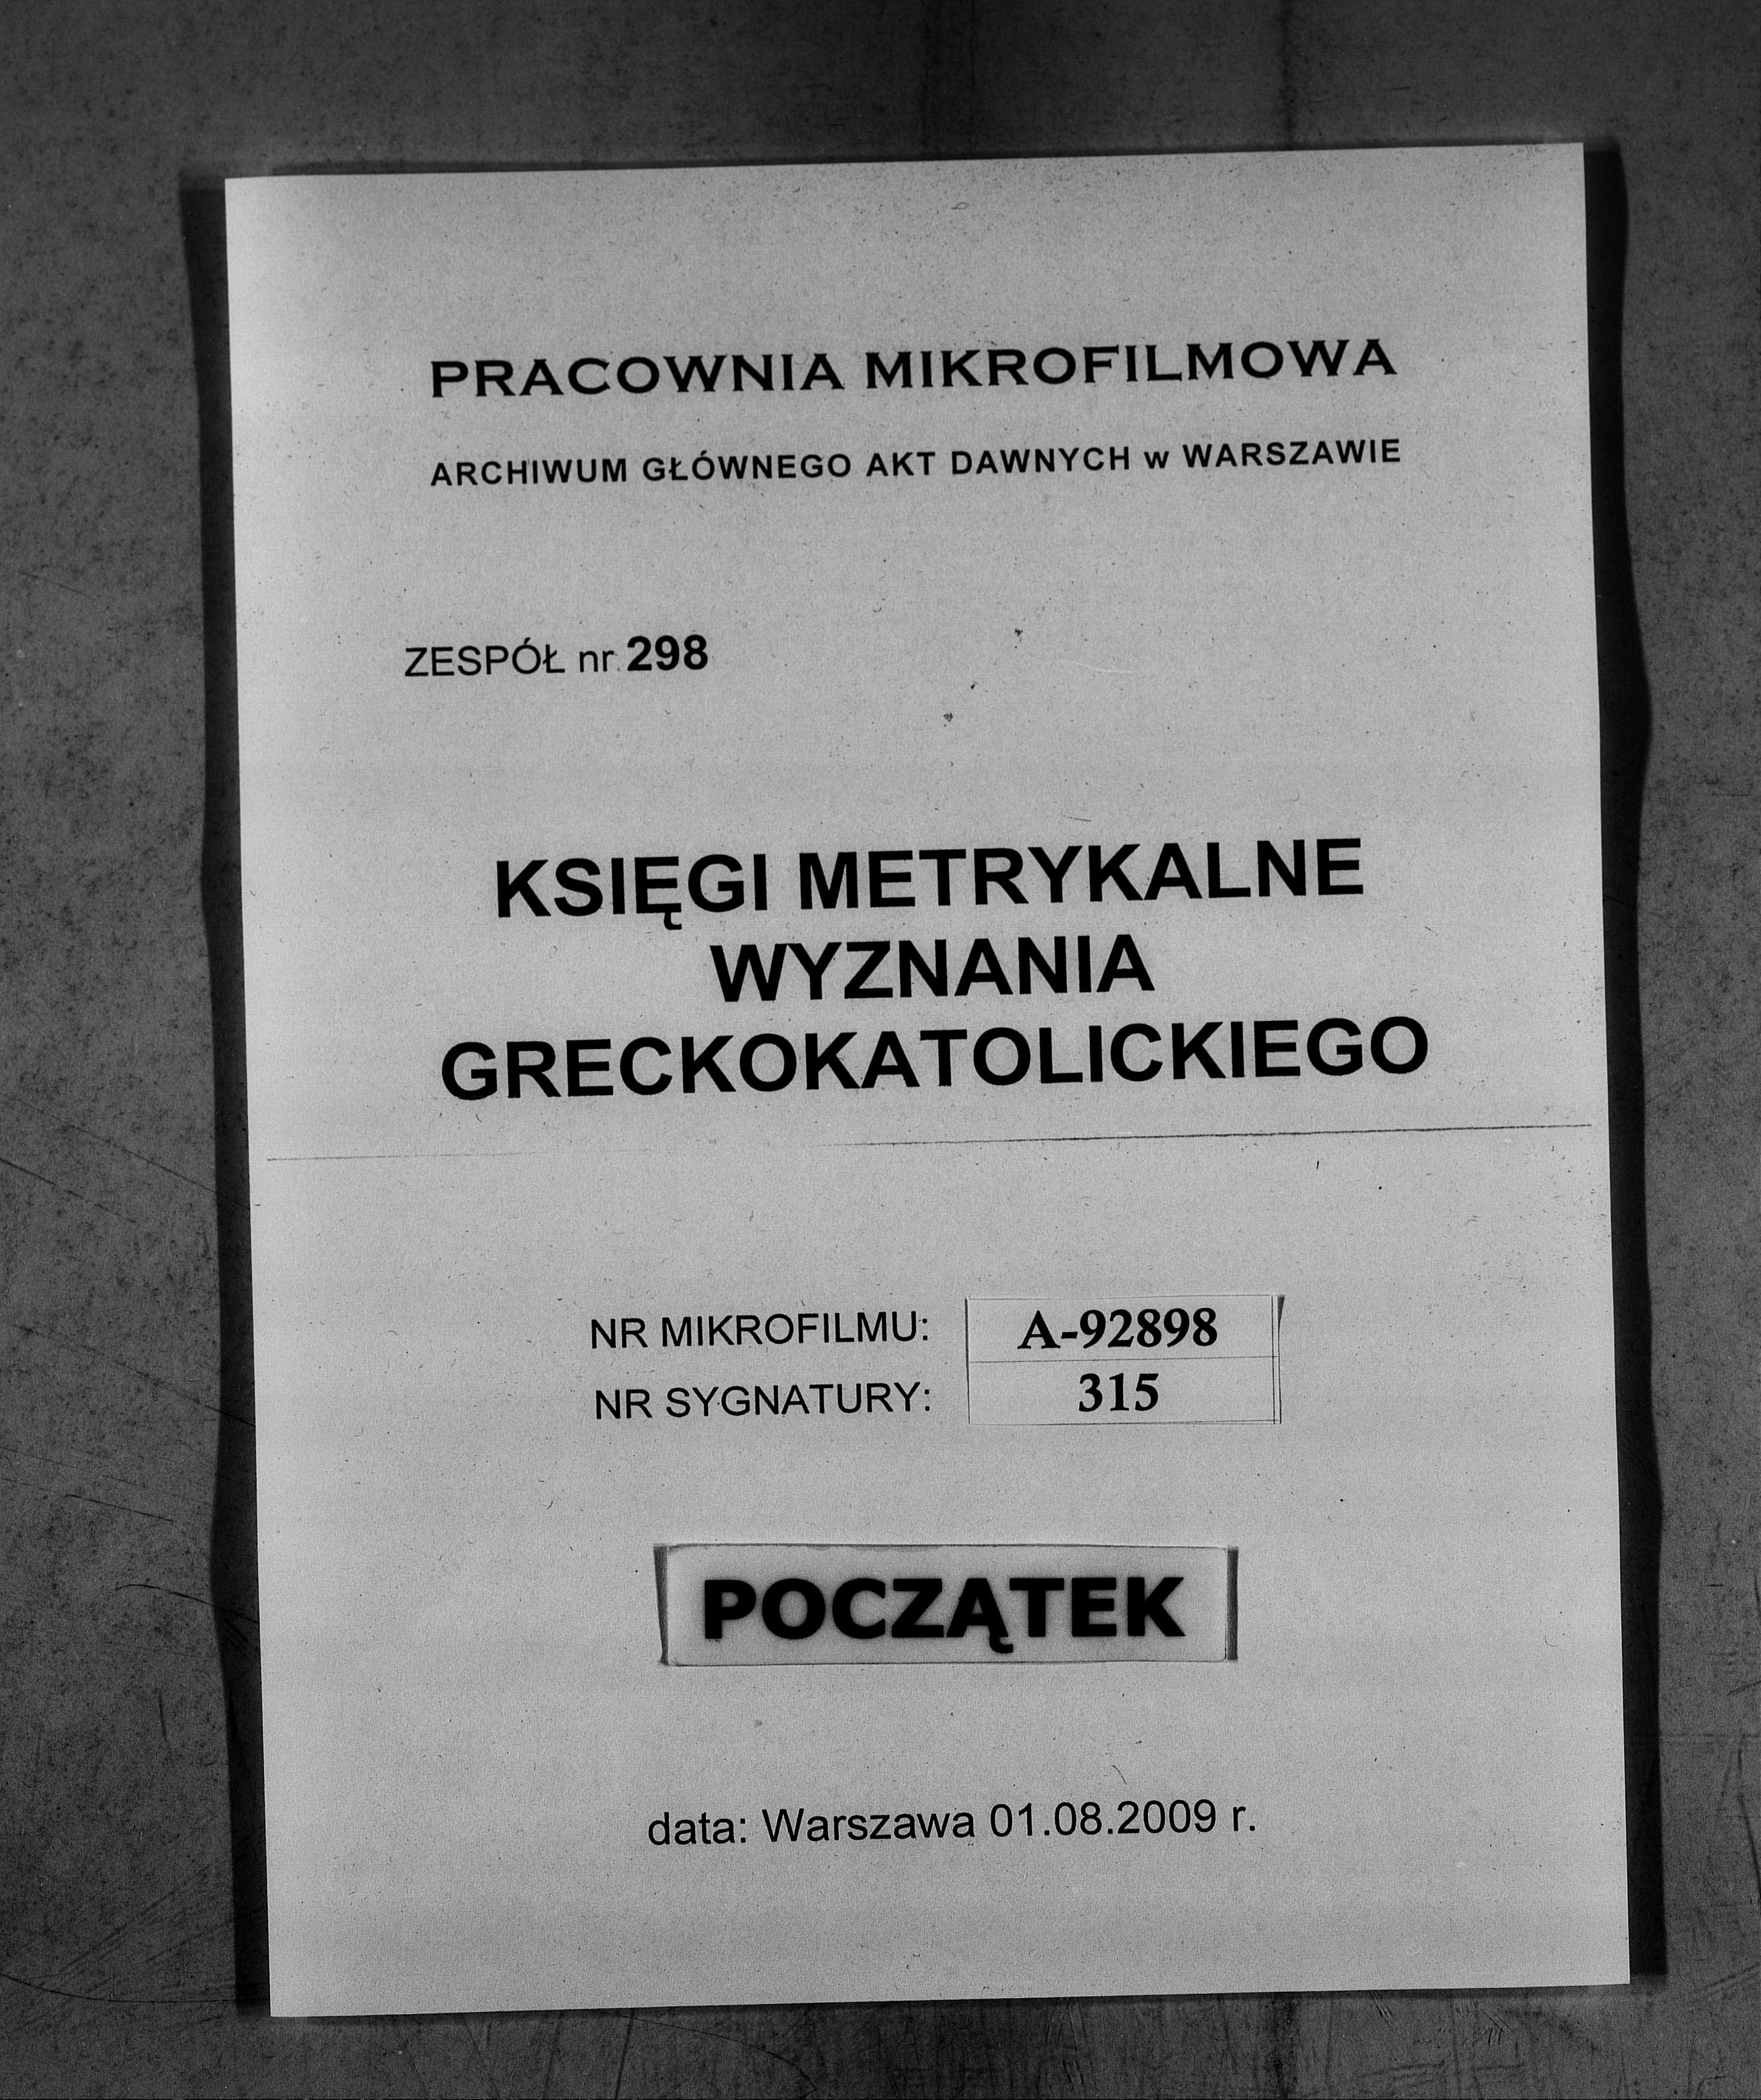 PRACOWNIA MIKROFILMOWA
ARCHIWUM GŁÓWNEGO AKT DAWNYCH w WARSZAWIE
ZESPÓŁ nr 298
KSIĘGI METRYKALNE
WYZNANIA
GRECKOKATOLICKIEGO
NR MIKROFILMU: A-92898
NR SYGNATURY: 315
POCZĄTEK
data: Warszawa 01.08.2009 r.